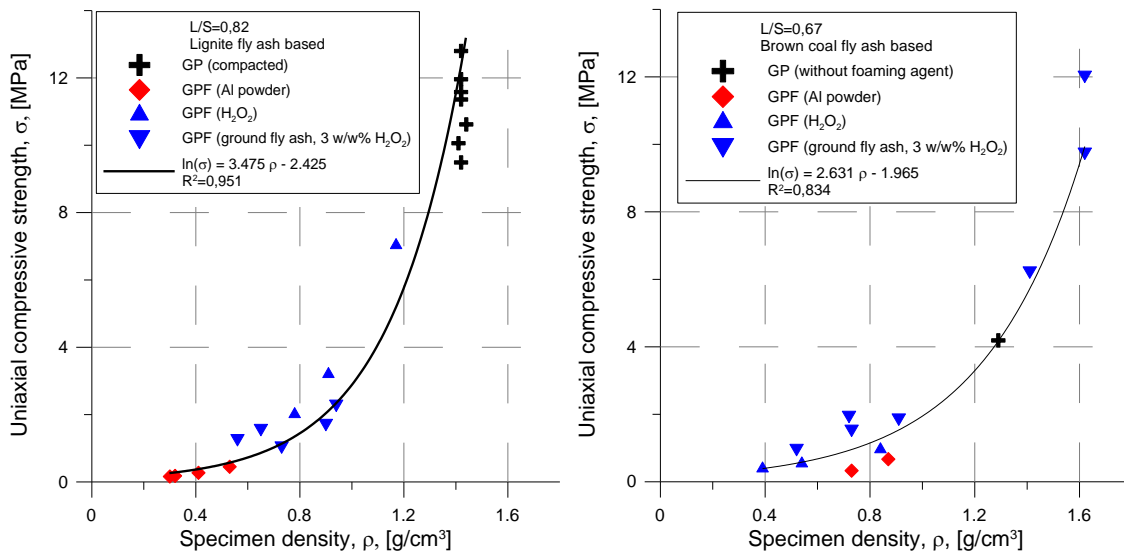 L/S=0,82
Lignite fly ash based
GP (compacted)
GPF (Al powder)
GPF (H₂O₂)
GPF (ground fly ash, 3 w/w% H₂O₂)
ln(σ) = 3.475 ρ - 2.425
R²=0,951
Uniaxial compressive strength, σ, [MPa]
12
8
4
0
0 0.4 0.8 1.2 1.6
Specimen density, ρ, [g/cm³]
L/S=0,67
Brown coal fly ash based
GP (without foaming agent)
GPF (Al powder)
GPF (H₂O₂)
GPF (ground fly ash, 3 w/w% H₂O₂)
ln(σ) = 2.631 ρ - 1.965
R²=0,834
Uniaxial compressive strength, σ, [MPa]
12
8
4
0
0 0.4 0.8 1.2 1.6
Specimen density, ρ, [g/cm³]